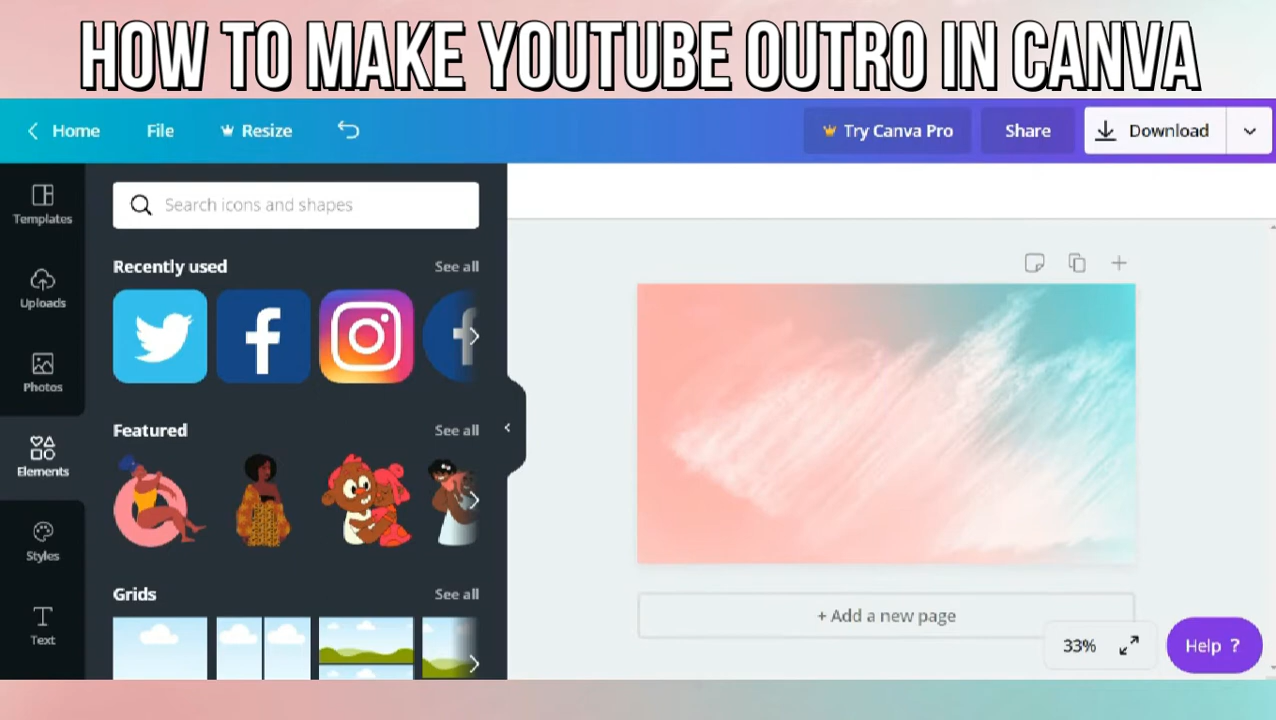 HOW TO MAKE YOUTUBE OUTRO IN CANVA
Home File Resize Try Canva Pro Share Download
Templates
Uploads
Photos
Elements
Styles
Text
Search icons and shapes
Recently used See all
Featured See all
Grids See all
+ Add a new page
33% Help ?